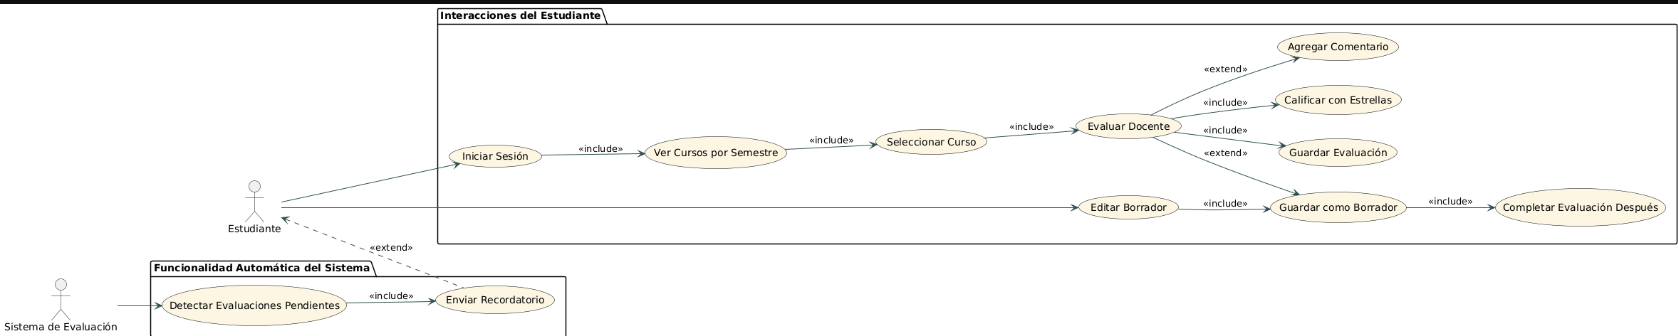 Interacciones del Estudiante
Agregar Comentario
«extend»
Calificar con Estrellas
«include»
Evaluar Docente
«include»
«include»
Seleccionar Curso
«include»
Ver Cursos por Semestre
«include»
Iniciar Sesión
Guardar Evaluación
«extend»
Estudiante
Editar Borrador
«include»
Guardar como Borrador
«include»
Completar Evaluación Después
«extend»
Funcionalidad Automática del Sistema
Sistema de Evaluación
Detectar Evaluaciones Pendientes
«include»
Enviar Recordatorio